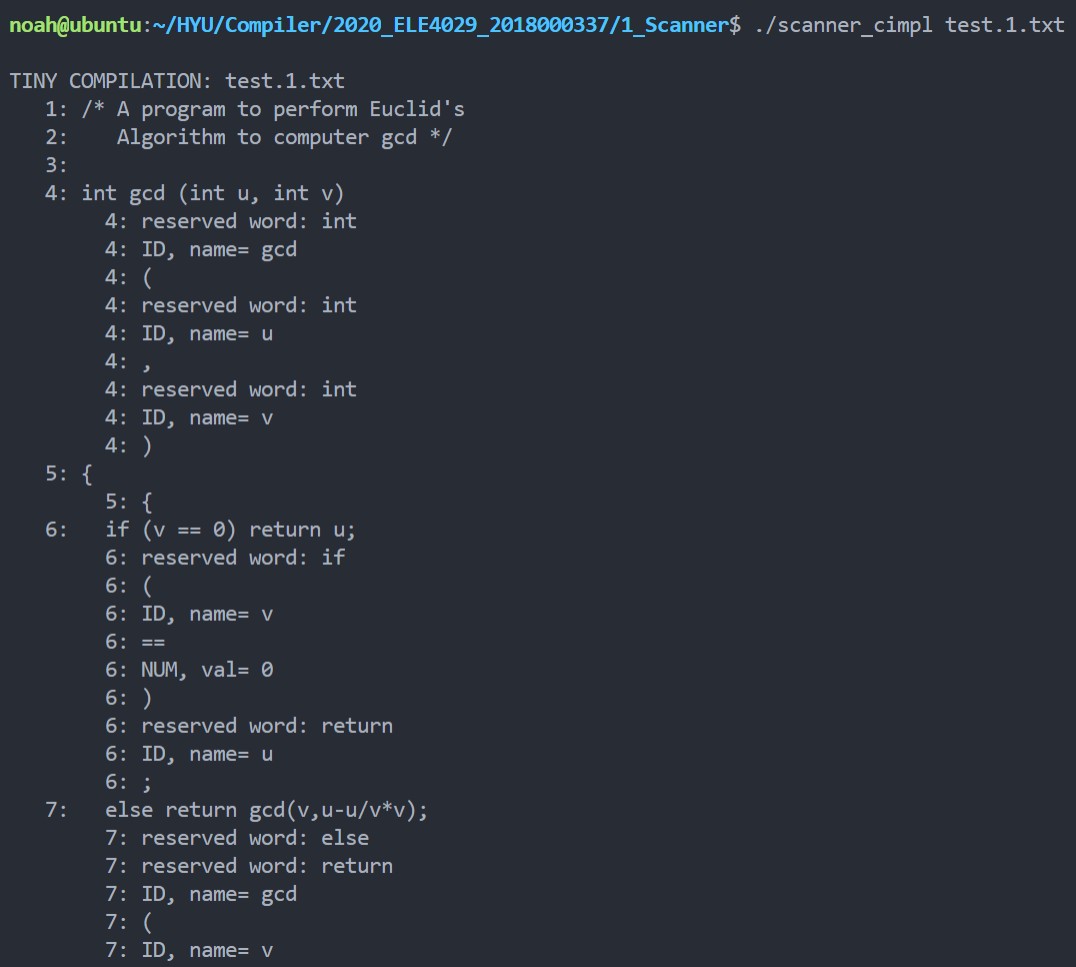 noah@ubuntu:~/HYU/Compiler/2020_ELE4029_2018000337/1_Scanner$ ./scanner_cimpl test.1.txt

TINY COMPILATION: test.1.txt
   1: /* A program to perform Euclid's
   2:    Algorithm to computer gcd */
   3:
   4: int gcd (int u, int v)
        4: reserved word: int
        4: ID, name= gcd
        4: (
        4: reserved word: int
        4: ID, name= u
        4: ,
        4: reserved word: int
        4: ID, name= v
        4: )
   5: {
        5: {
   6:   if (v == 0) return u;
        6: reserved word: if
        6: (
        6: ID, name= v
        6: ==
        6: NUM, val= 0
        6: )
        6: reserved word: return
        6: ID, name= u
        6: ;
   7:   else return gcd(v,u-u/v*v);
        7: reserved word: else
        7: reserved word: return
        7: ID, name= gcd
        7: (
        7: ID, name= v